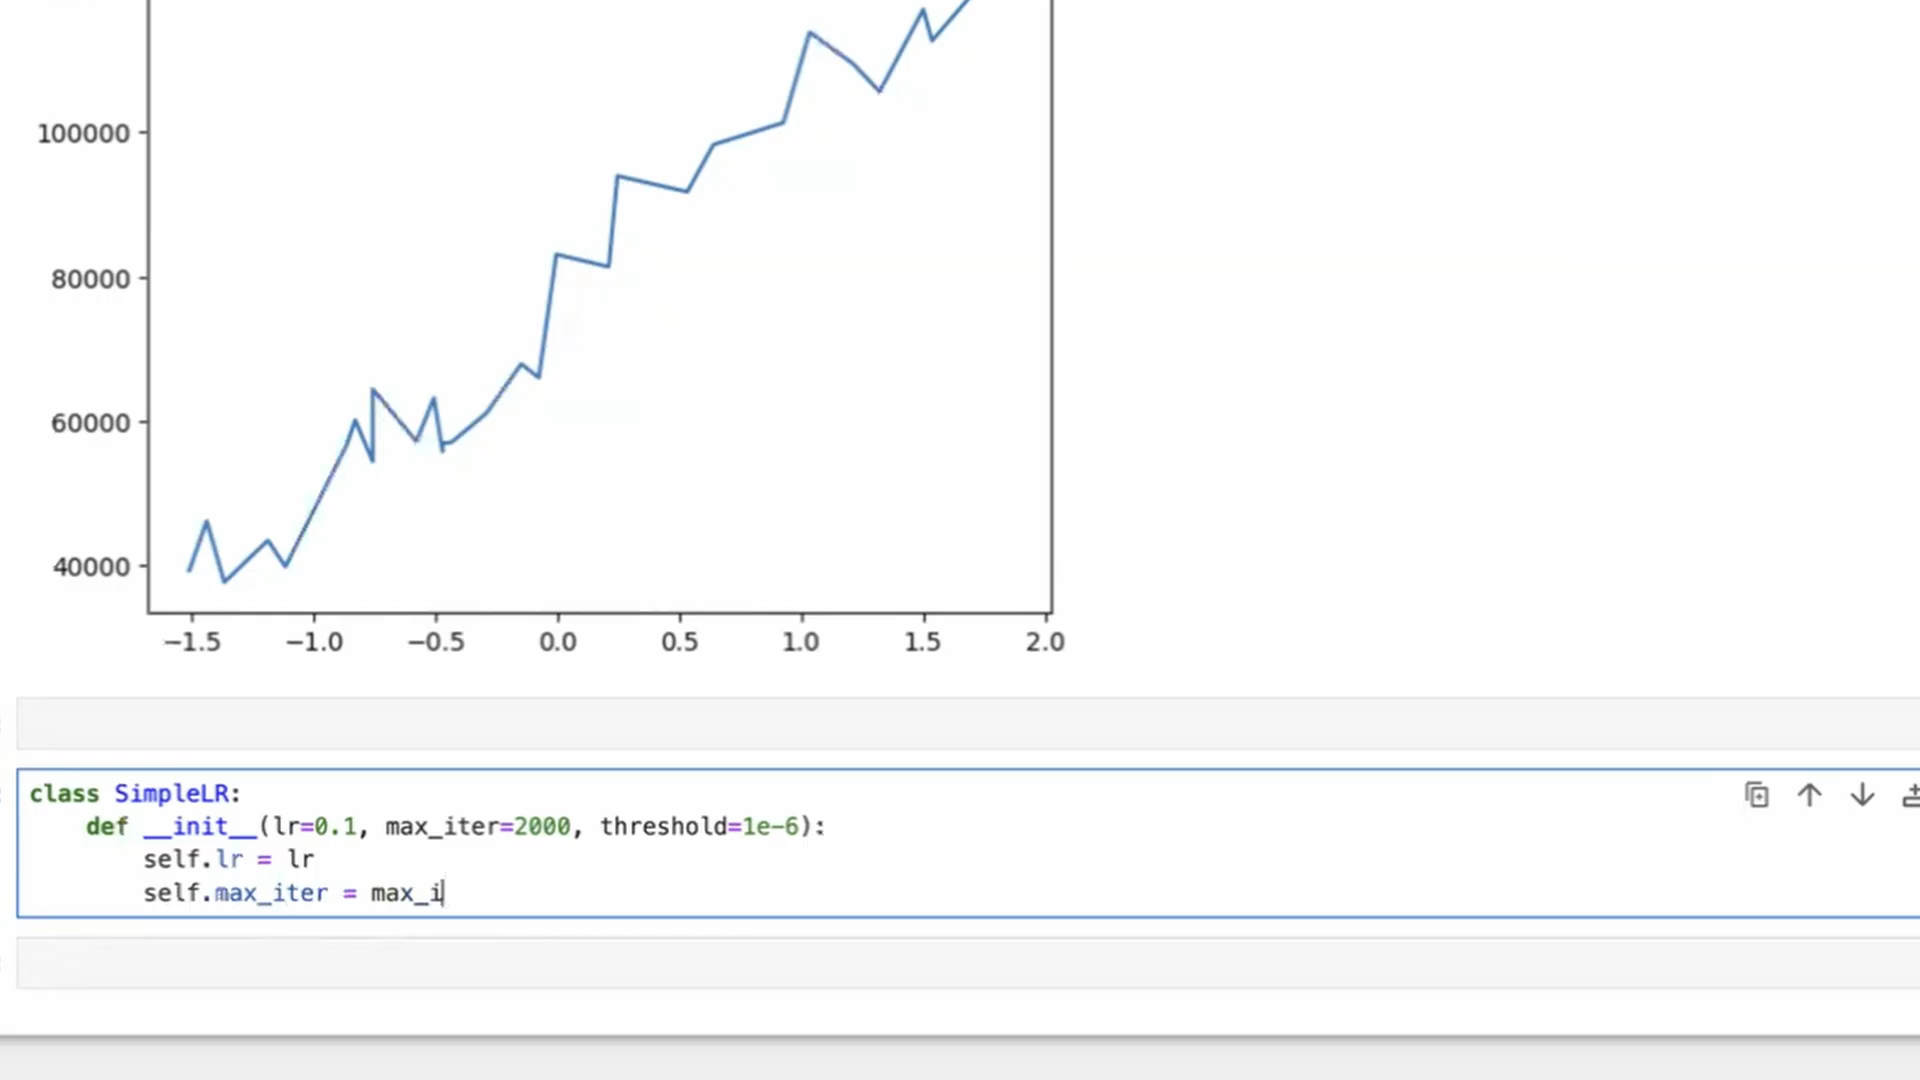 100000
80000
60000
40000
−1.5 −1.0 −0.5 0.0 0.5 1.0 1.5 2.0
class SimpleLR:
    def __init__(lr=0.1, max_iter=2000, threshold=1e-6):
        self.lr = lr
        self.max_iter = max_i